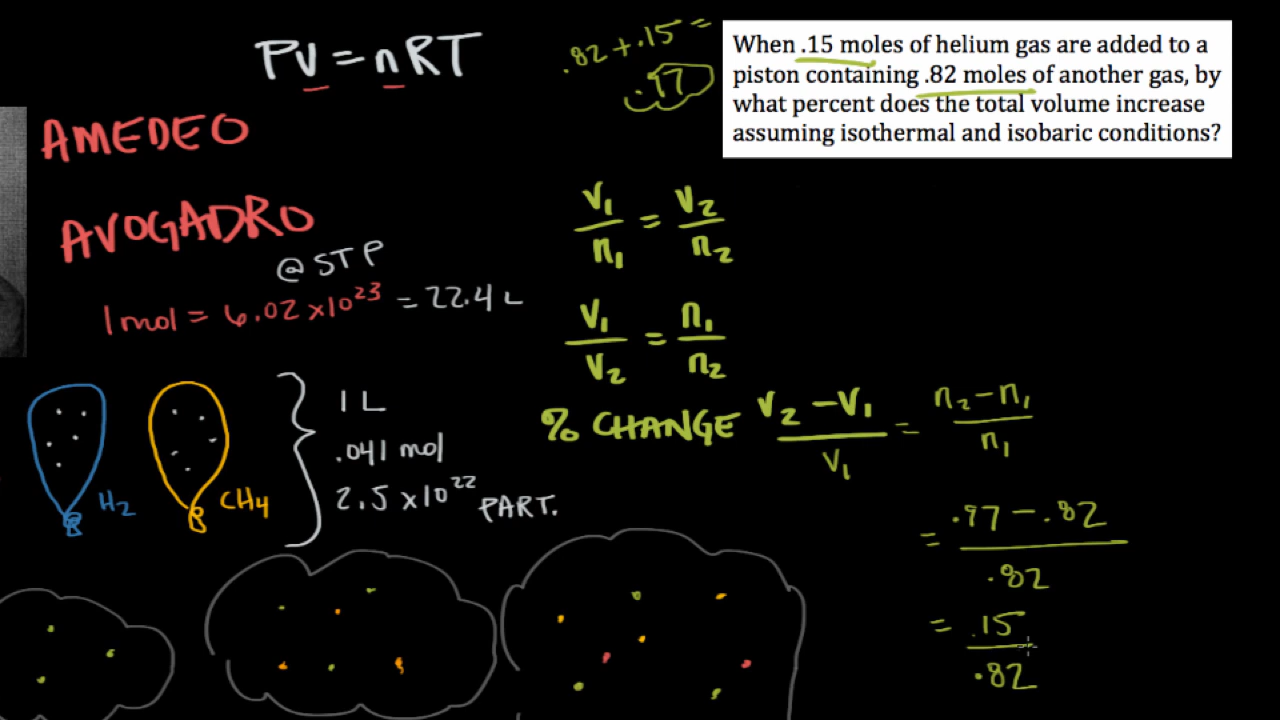 PV = nRT
AMEDEO
AVOGADRO
@ STP
1 mol = 6.02 x 10^23 = 22.4 L
H2
CH4
1 L
.041 mol
2.5 x 10^22 PART.
.82 + .15 =
.97
When .15 moles of helium gas are added to a
piston containing .82 moles of another gas, by
what percent does the total volume increase
assuming isothermal and isobaric conditions?
V1/n1 = V2/n2
V1/V2 = n1/n2
% CHANGE (V2 - V1)/V1 = (n2 - n1)/n1
= (.97 - .82)/.82
= .15/.82